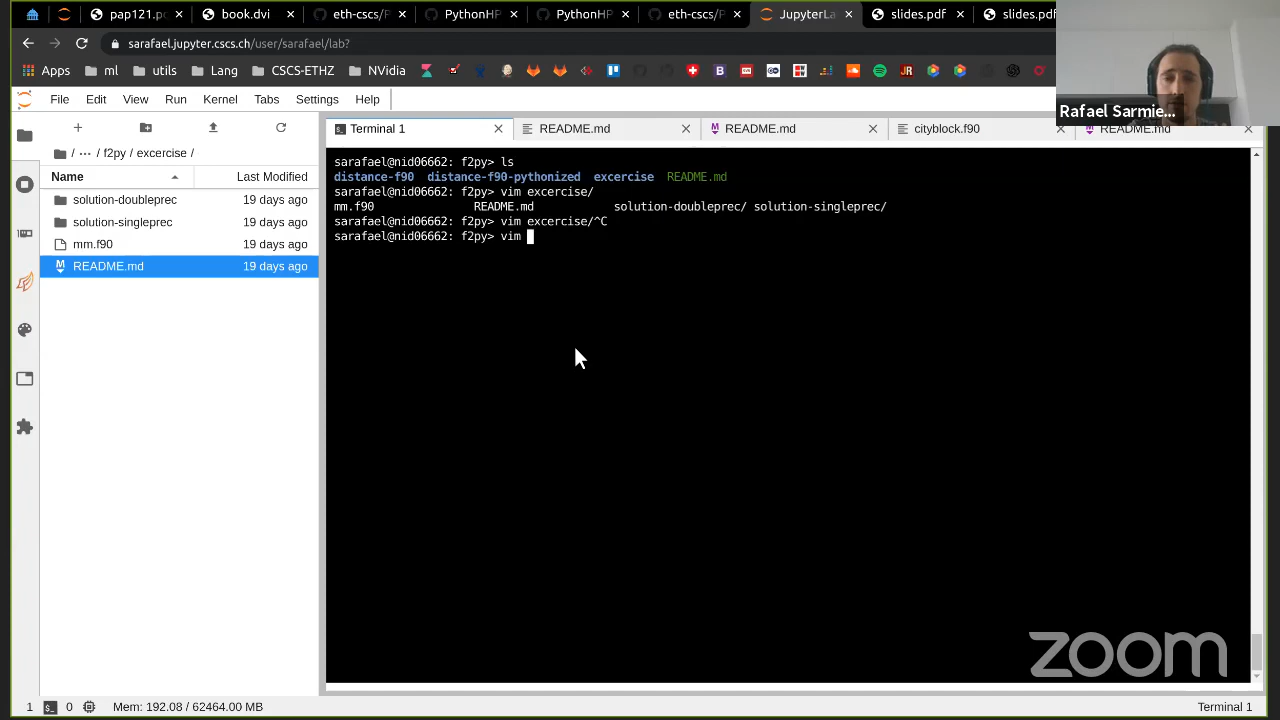 pap121.pc
book.dvi
eth-cscs/P
PythonHP
PythonHP
eth-cscs/P
JupyterLa
slides.pdf
slides.pdf
sarafael.jupyter.cscs.ch/user/sarafael/lab?
Apps
ml
utils
Lang
CSCS-ETHZ
NVidia
Rafael Sarmie...
File Edit View Run Kernel Tabs Settings Help
Terminal 1
README.md
README.md
cityblock.f90
README.md
/ ··· / f2py / excercise /
Name Last Modified
solution-doubleprec 19 days ago
solution-singleprec 19 days ago
mm.f90 19 days ago
README.md 19 days ago
sarafael@nid06662: f2py> ls
distance-f90 distance-f90-pythonized excercise README.md
sarafael@nid06662: f2py> vim excercise/
mm.f90 README.md solution-doubleprec/ solution-singleprec/
sarafael@nid06662: f2py> vim excercise/^C
sarafael@nid06662: f2py> vim
zoom
1 0 Mem: 192.08 / 62464.00 MB
Terminal 1